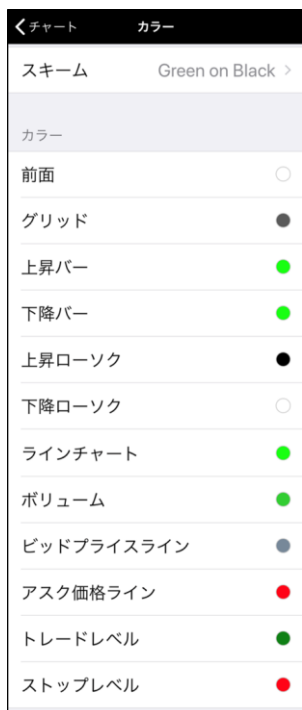 チャート カラー
スキーム Green on Black
カラー
前面
グリッド
上昇バー
下降バー
上昇ローソク
下降ローソク
ラインチャート
ボリューム
ビッドプライスライン
アスク価格ライン
トレードレベル
ストップレベル